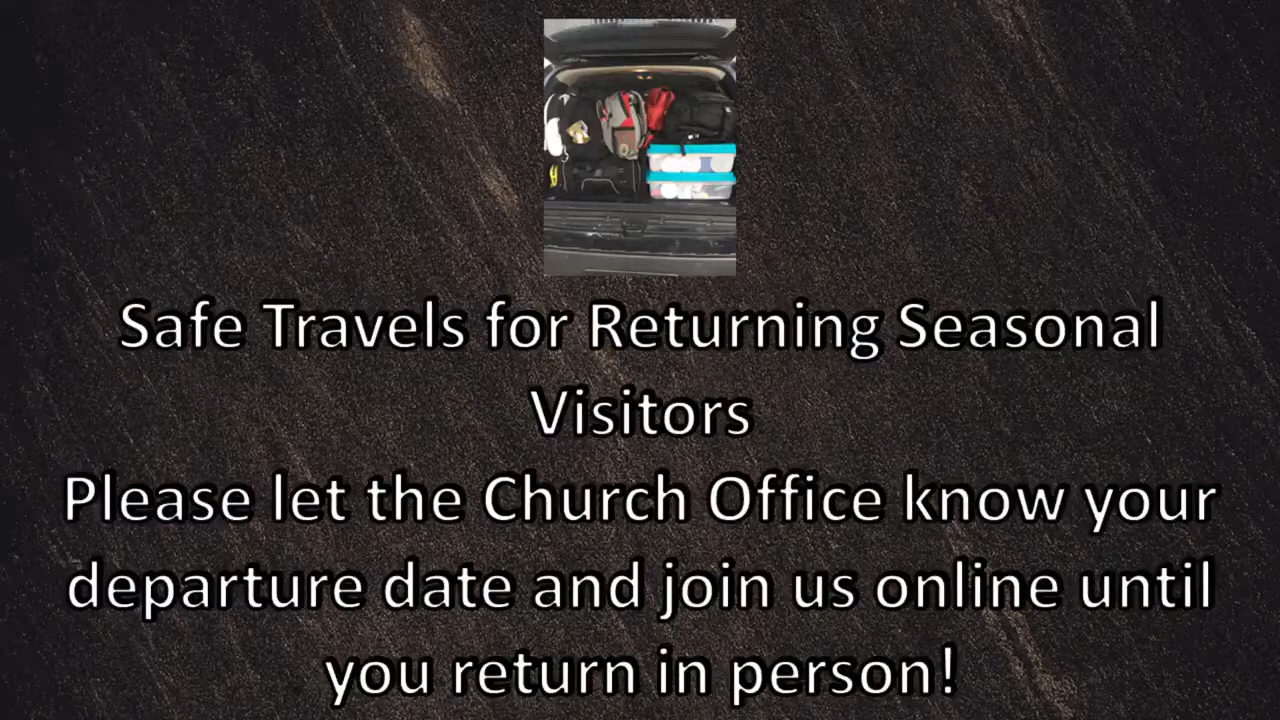 Safe Travels for Returning Seasonal
Visitors
Please let the Church Office know your
departure date and join us online until
you return in person!